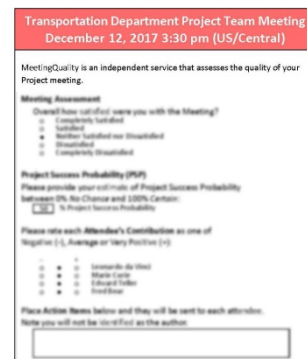 Transportation Department Project Team Meeting
December 12, 2017 3:30 pm (US/Central)
MeetingQuality is an independent service that assesses the quality of your
Project meeting.
Meeting Assessment
Overall how satisfied were you with the Meeting?
Completely Satisfied
Satisfied
Neither Satisfied nor Dissatisfied
Dissatisfied
Completely Dissatisfied
Project Success Probability (PSP)
Please provide your estimate of Project Success Probability
between 0% No Chance and 100% Certain:
% Project Success Probability
Please rate each Attendee's Contribution as one of
Negative (-), Average or Very Positive (+):
- +
Leonardo da Vinci
Marie Curie
Edward Teller
Fred Bear
Place Action Items below and they will be sent to each attendee.
Note you will not be identified as the author.